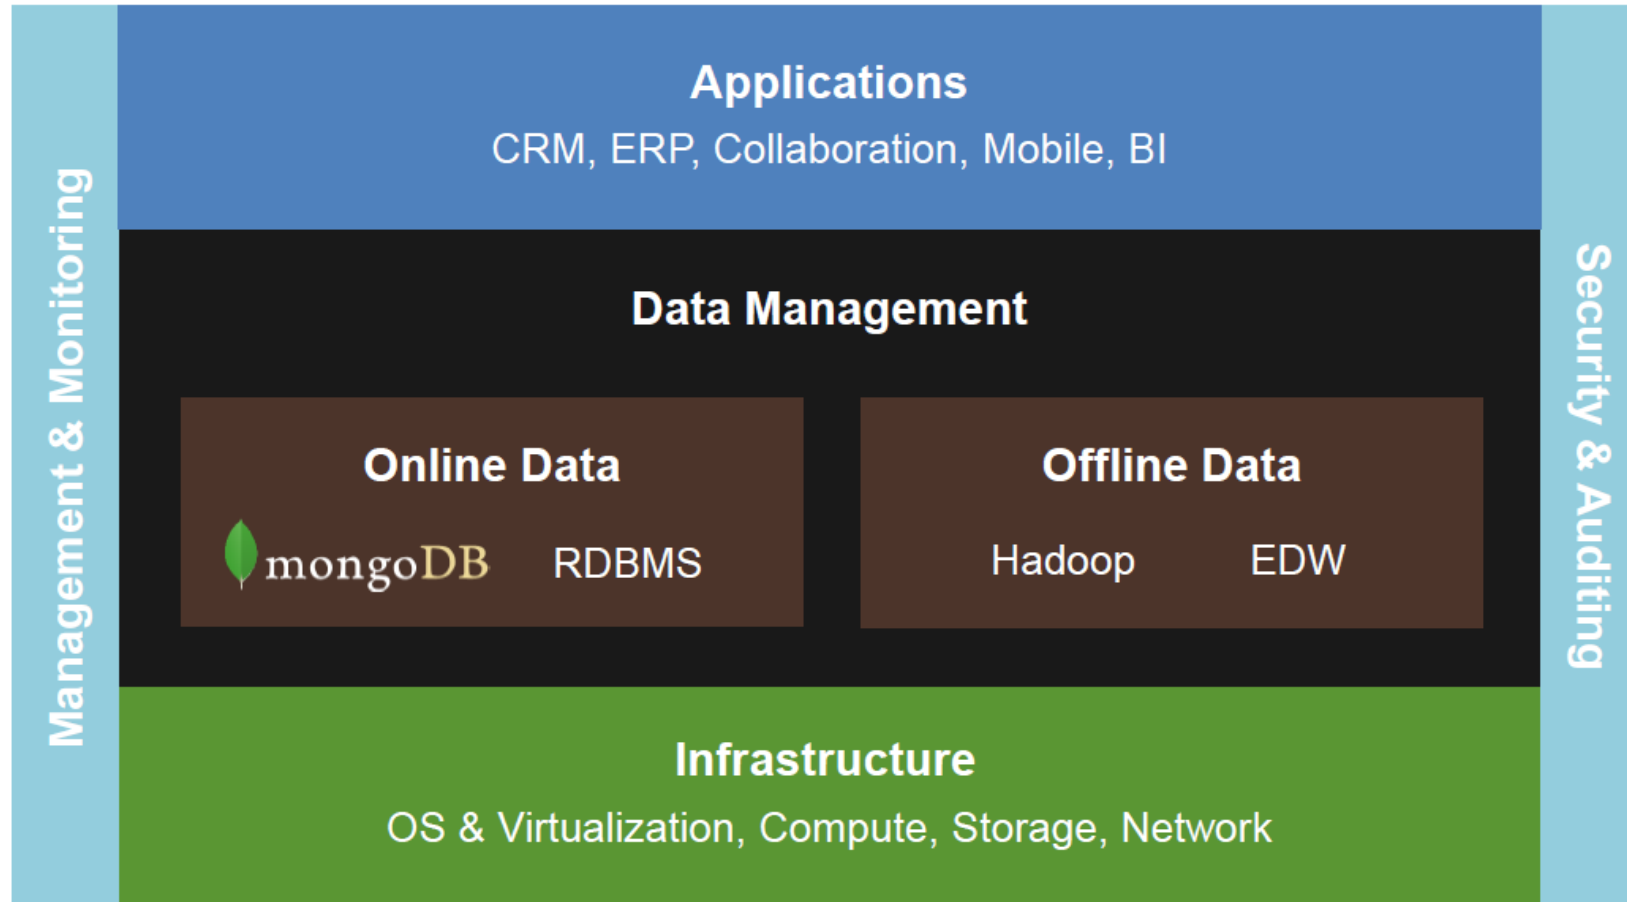 Management & Monitoring
Applications
CRM, ERP, Collaboration, Mobile, BI
Data Management
Online Data
mongoDB RDBMS
Offline Data
Hadoop EDW
Infrastructure
OS & Virtualization, Compute, Storage, Network
Security & Auditing